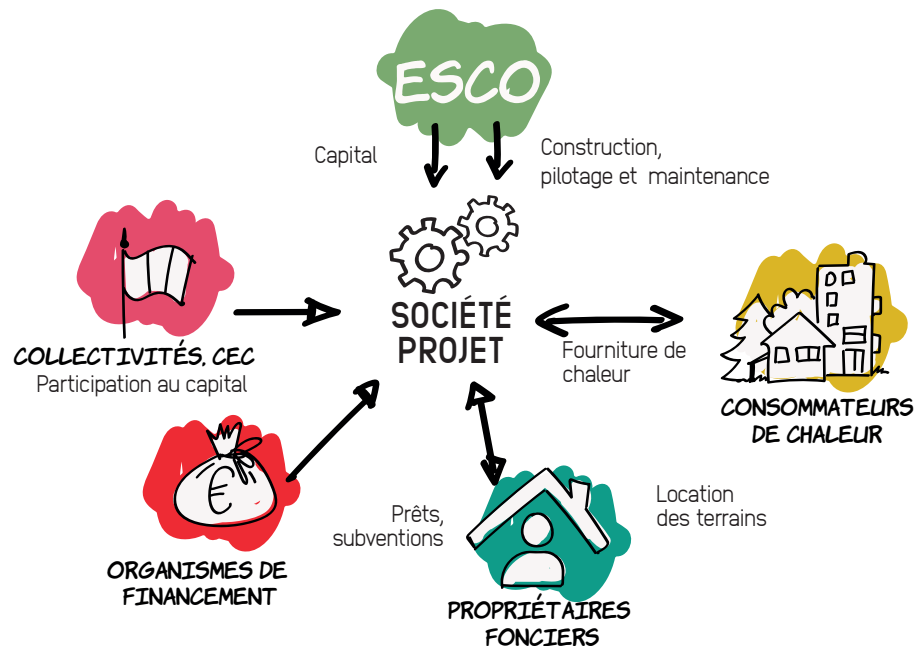 ESCO
Capital
Construction,
pilotage et maintenance
SOCIÉTÉ
PROJET
COLLECTIVITÉS, CEC
Participation au capital
Fourniture de
chaleur
CONSOMMATEURS
DE CHALEUR
€
Prêts,
subventions
ORGANISMES DE
FINANCEMENT
Location
des terrains
PROPRIÉTAIRES
FONCIERS